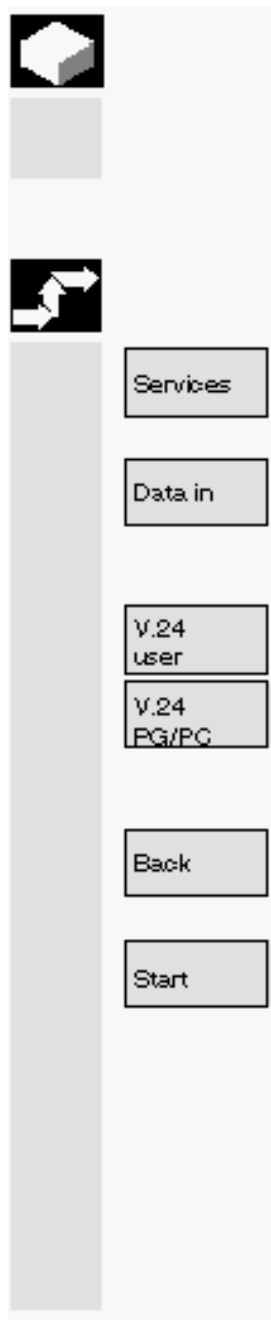 Services
Data in
V.24
user
V.24
PG/PC
Back
Start